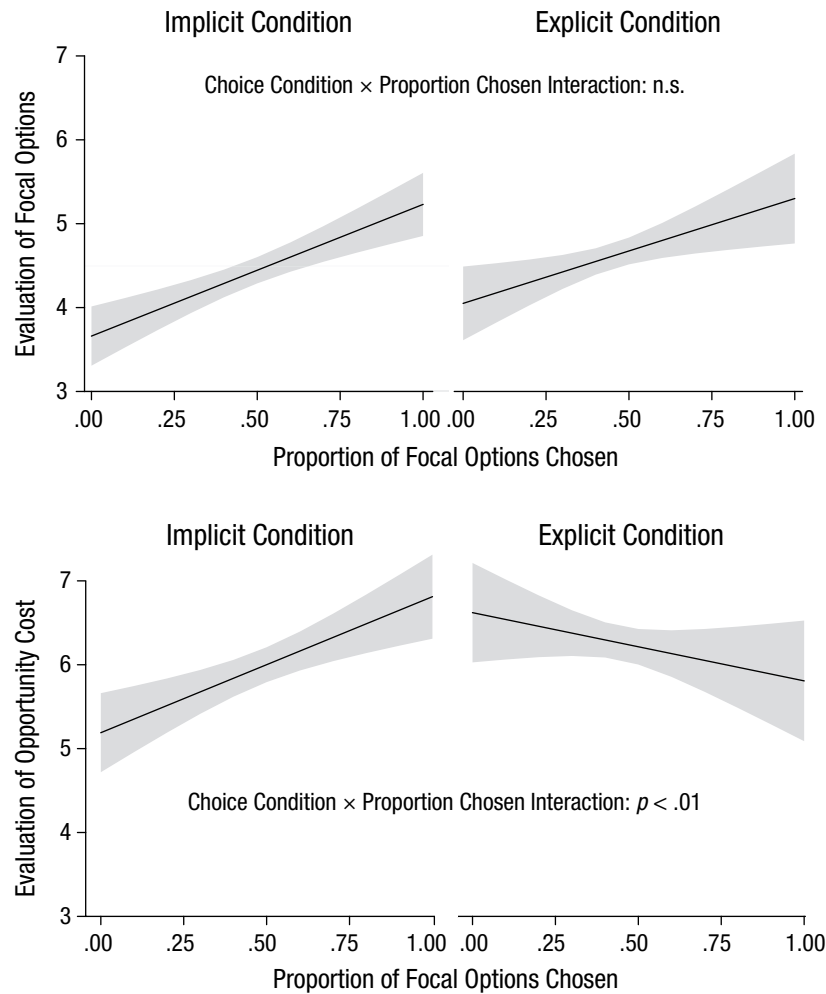 Implicit Condition Explicit Condition
Choice Condition × Proportion Chosen Interaction: n.s.
Evaluation of Focal Options
7
6
5
4
3
.00 .25 .50 .75 1.00 .00 .25 .50 .75 1.00
Proportion of Focal Options Chosen
Implicit Condition Explicit Condition
Evaluation of Opportunity Cost
7
6
5
4
3
Choice Condition × Proportion Chosen Interaction: p < .01
.00 .25 .50 .75 1.00 .00 .25 .50 .75 1.00
Proportion of Focal Options Chosen